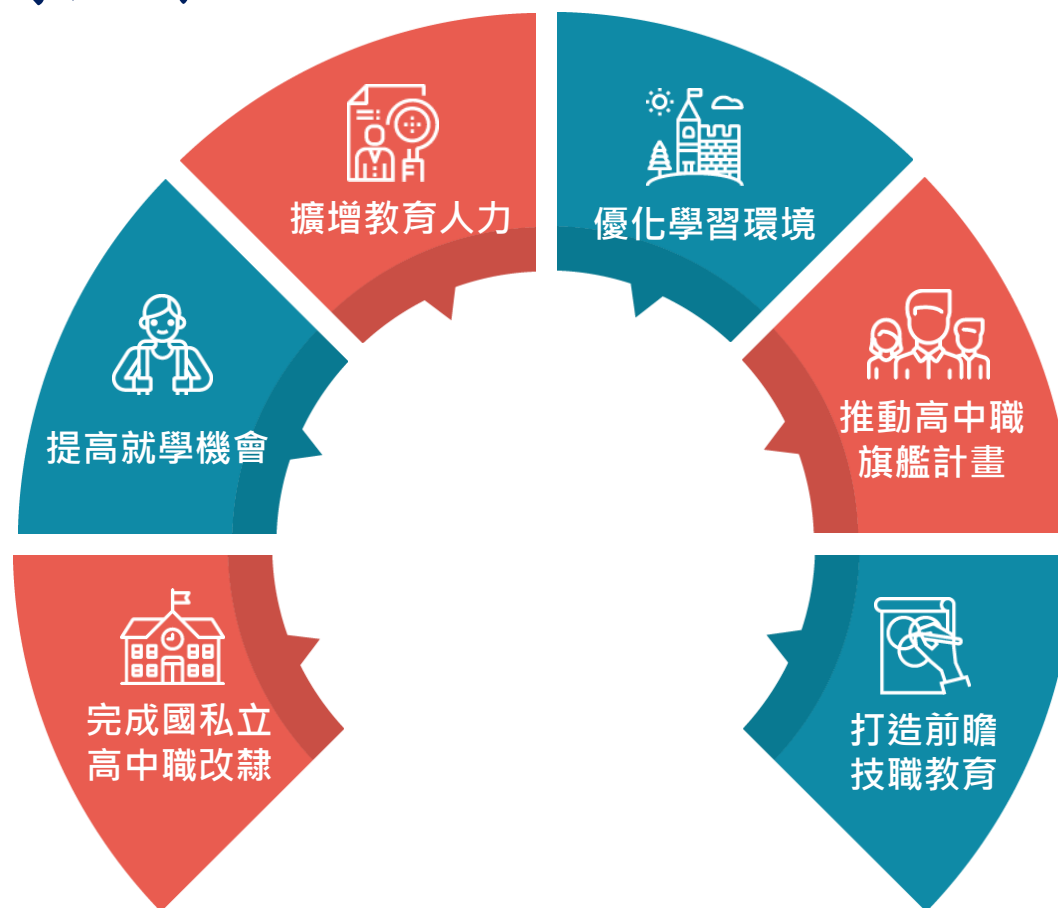 擴增教育人力
優化學習環境
提高就學機會
推動高中職
旗艦計畫
完成國私立
高中職改隸
打造前瞻
技職教育